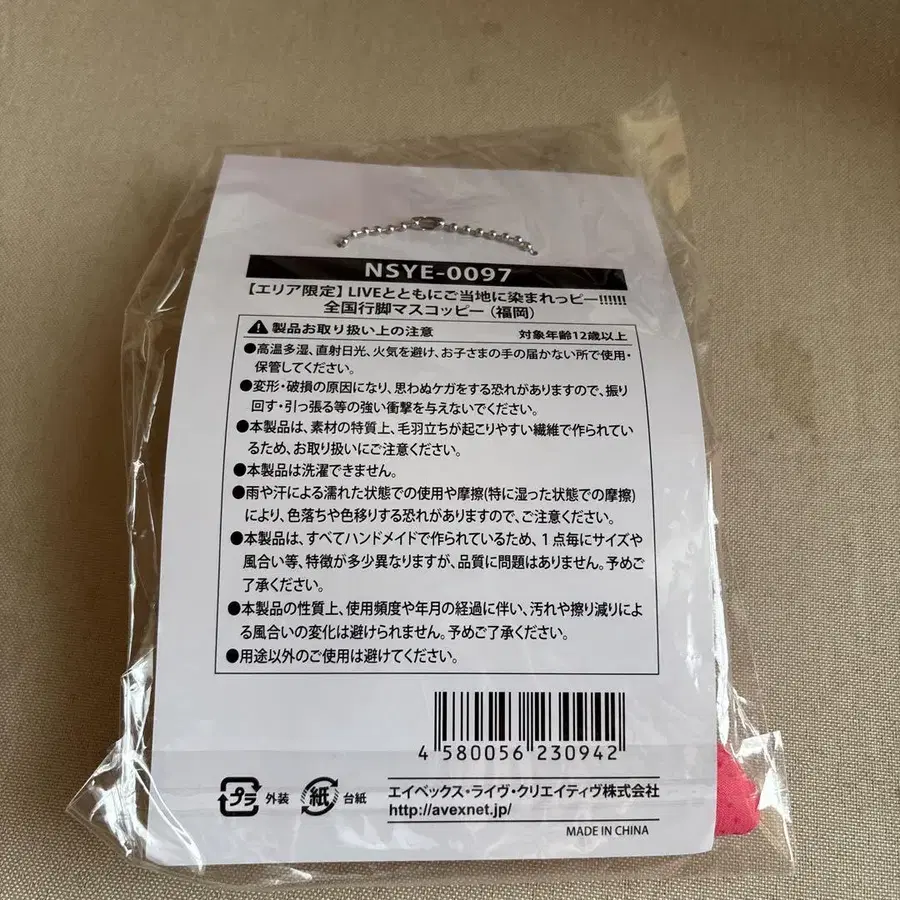 NSYE-0097
【エリア限定】LIVEとともにご当地に染まれっピー!!!!!!
全国行脚マスコッピー（福岡）
製品お取り扱い上の注意 対象年齢12歳以上
●高温多湿、直射日光、火気を避け、お子さまの手の届かない所で使用・
保管してください。
●変形・破損の原因になり、思わぬケガをする恐れがありますので、振り
回す・引っ張る等の強い衝撃を与えないでください。
●本製品は、素材の特質上、毛羽立ちが起こりやすい繊維で作られてい
るため、お取り扱いにご注意ください。
●本製品は洗濯できません。
●雨や汗による濡れた状態での使用や摩擦(特に湿った状態での摩擦)
により、色落ちや色移りする恐れがありますので、ご注意ください。
●本製品は、すべてハンドメイドで作られているため、1点毎にサイズや
風合い等、特徴が多少異なりますが、品質に問題はありません。予めご
了承ください。
●本製品の性質上、使用頻度や年月の経過に伴い、汚れや擦り減りによ
る風合いの変化は避けられません。予めご了承ください。
●用途以外のご使用は避けてください。
4 580056 230942
プラ 外装 紙 台紙
エイベックス・ライヴ・クリエイティヴ株式会社
http://avexnet.jp/
MADE IN CHINA